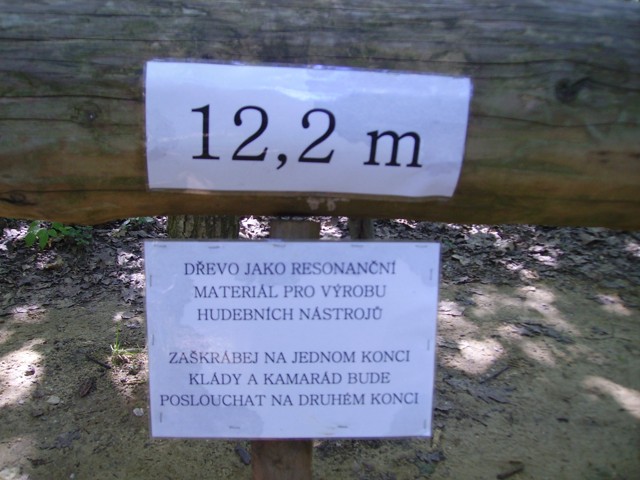 12,2 m
DŘEVO JAKO RESONANČNÍ
MATERIÁL PRO VÝROBU
HUDEBNÍCH NÁSTROJŮ
ZAŠKRÁBEJ NA JEDNOM KONCI
KLÁDY A KAMARÁD BUDE
POSLOUCHAT NA DRUHÉM KONCI